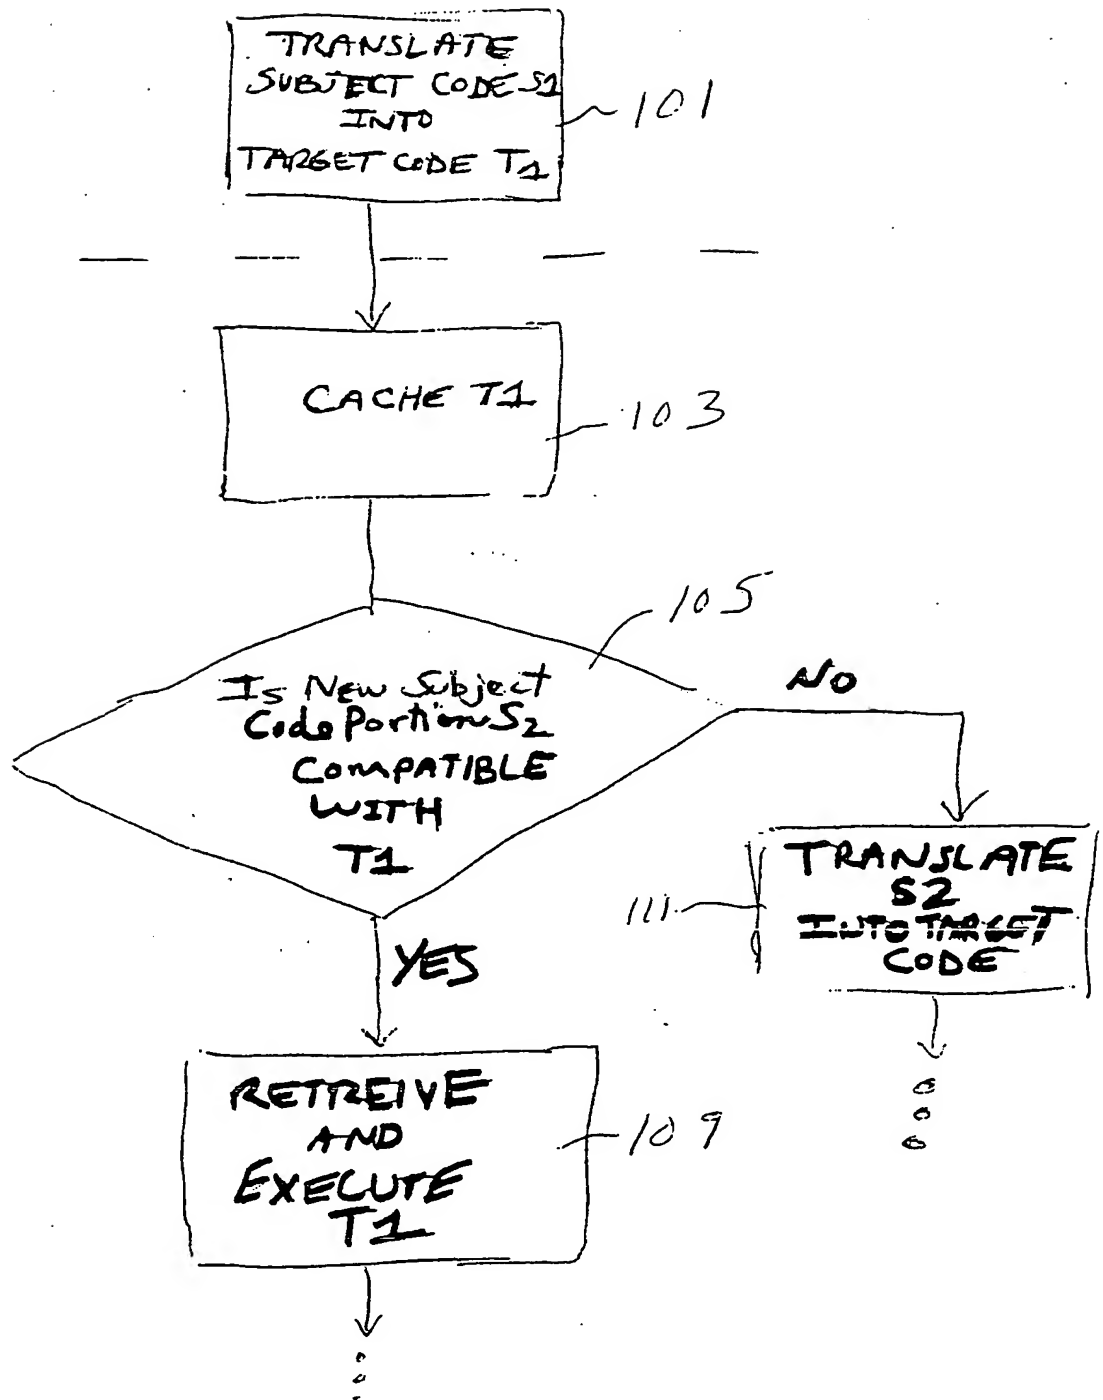 TRANSLATE
SUBJECT CODE S1
INTO
TARGET CODE T1
101
CACHE T1
103
105
Is New Subject
Code Portion S2
COMPATIBLE
WITH
T1
NO
YES
111
TRANSLATE
S2
INTO TARGET
CODE
RETREIVE
AND
EXECUTE
T1
109